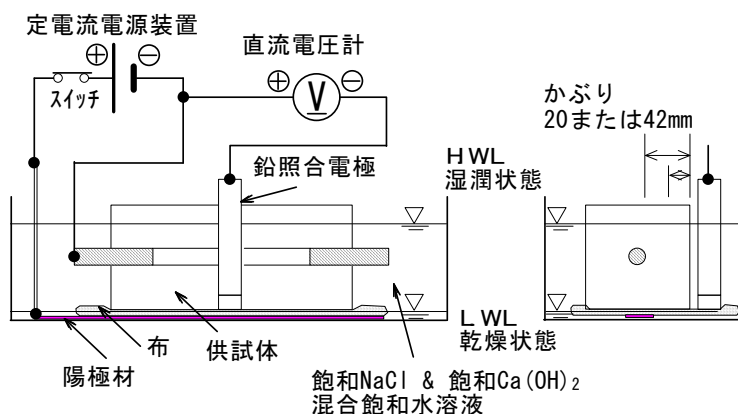 定電流電源装置
⊕
⊖
スイッチ
直流電圧計
⊕
V
⊖
かぶり
20または42mm
鉛照合電極
HWL
湿潤状態
LWL
乾燥状態
布
供試体
陽極材
飽和NaCl & 飽和Ca(OH)₂
混合飽和水溶液